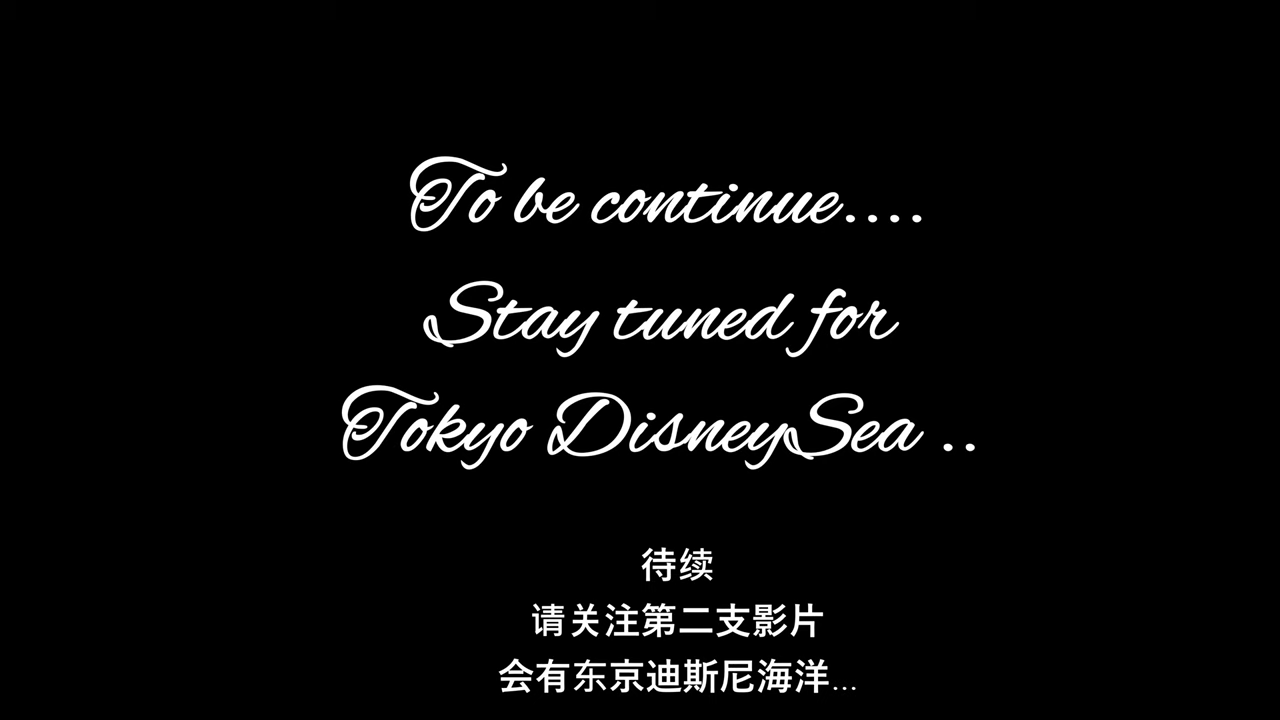 To be continue....
Stay tuned for
Tokyo DisneySea ..
待续
请关注第二支影片
会有东京迪斯尼海洋...